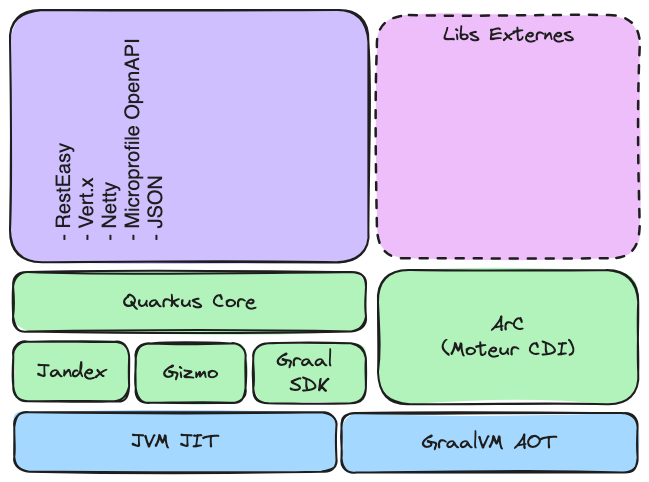 - RestEasy
- Vert.x
- Netty
- Microprofile OpenAPI
- JSON
Libs Externes
Quarkus Core
ArC
(Moteur CDI)
Jandex
Gizmo
Graal
SDK
JVM JIT
GraalVM AOT